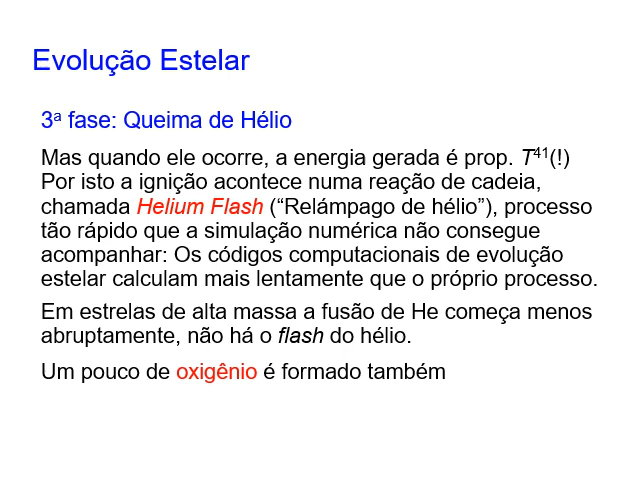 Evolução Estelar
3ª fase: Queima de Hélio
Mas quando ele ocorre, a energia gerada é prop. T⁴¹(!)
Por isto a ignição acontece numa reação de cadeia,
chamada Helium Flash (“Relámpago de hélio”), processo
tão rápido que a simulação numérica não consegue
acompanhar: Os códigos computacionais de evolução
estelar calculam mais lentamente que o próprio processo.
Em estrelas de alta massa a fusão de He começa menos
abruptamente, não há o flash do hélio.
Um pouco de oxigênio é formado também